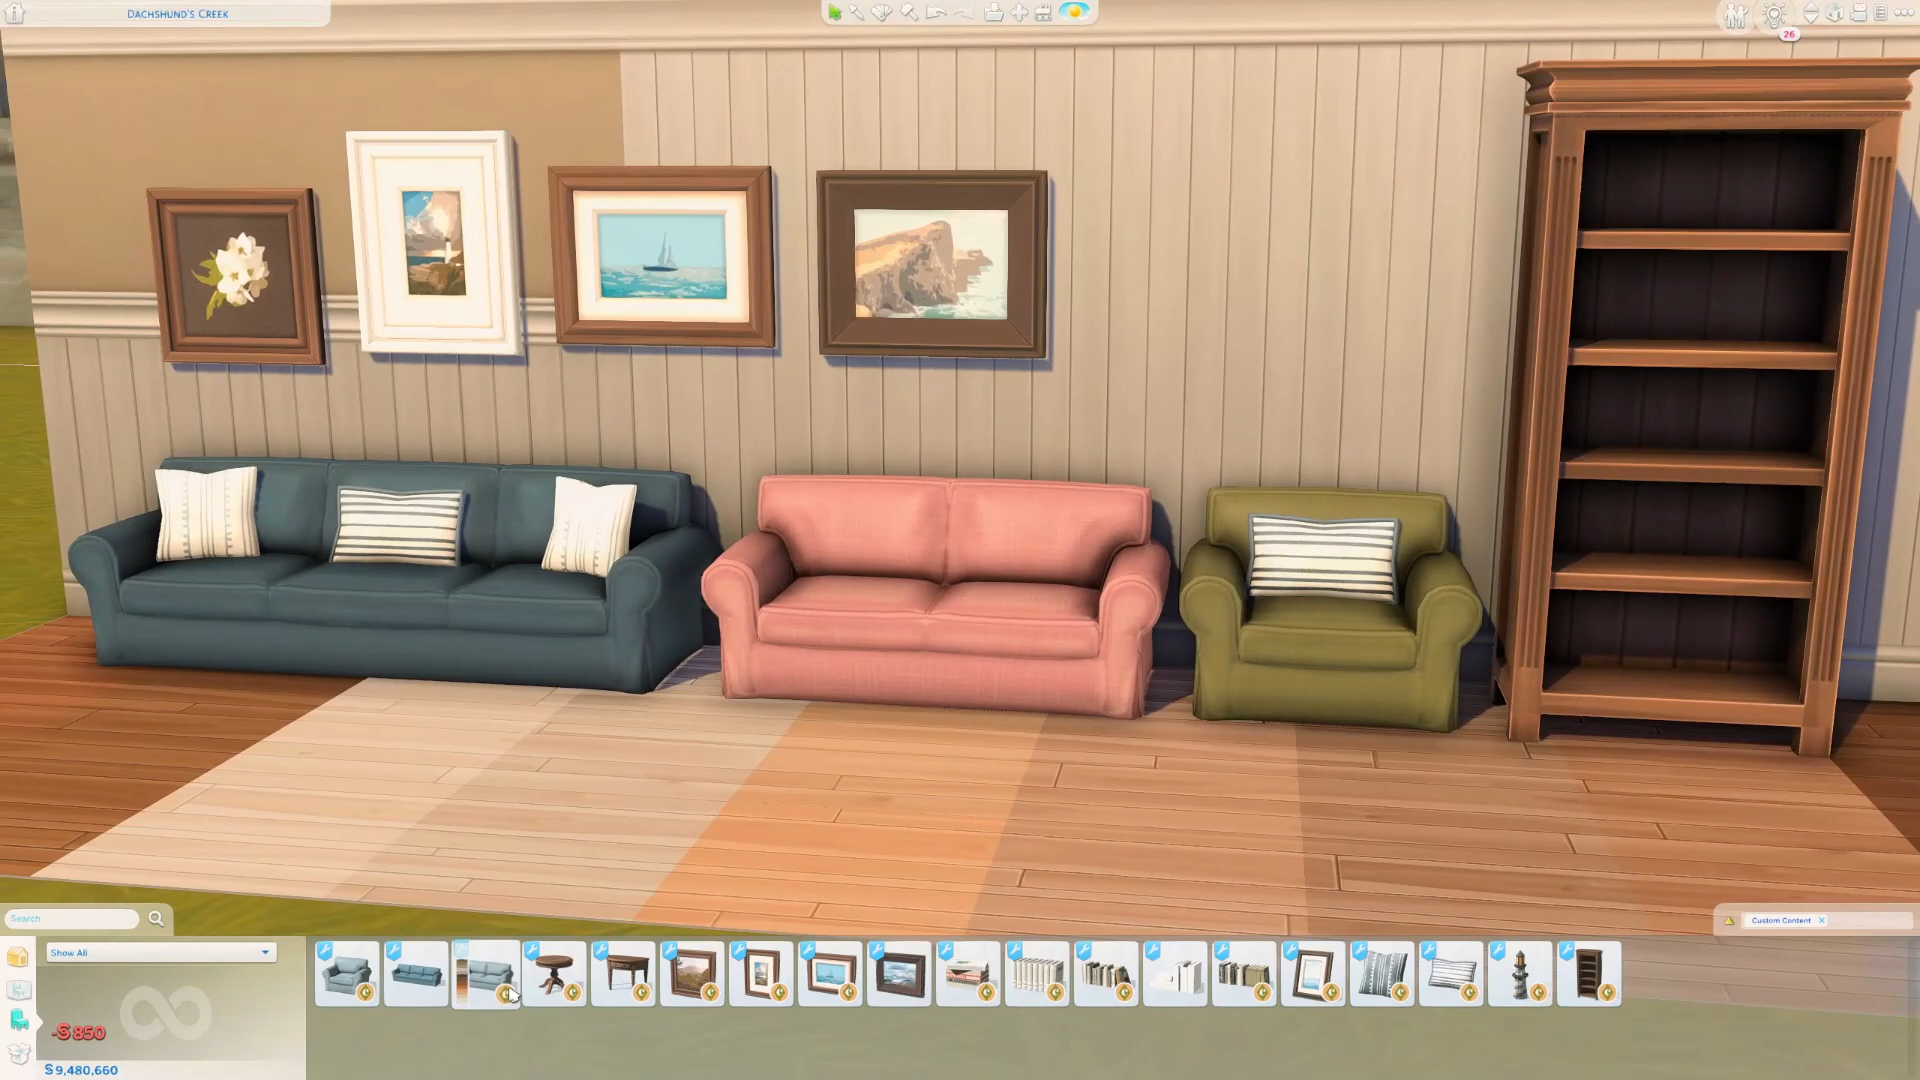 DACHSHUND'S CREEK
26
Search
Custom Content X
Show All
-§850
§9,480,660